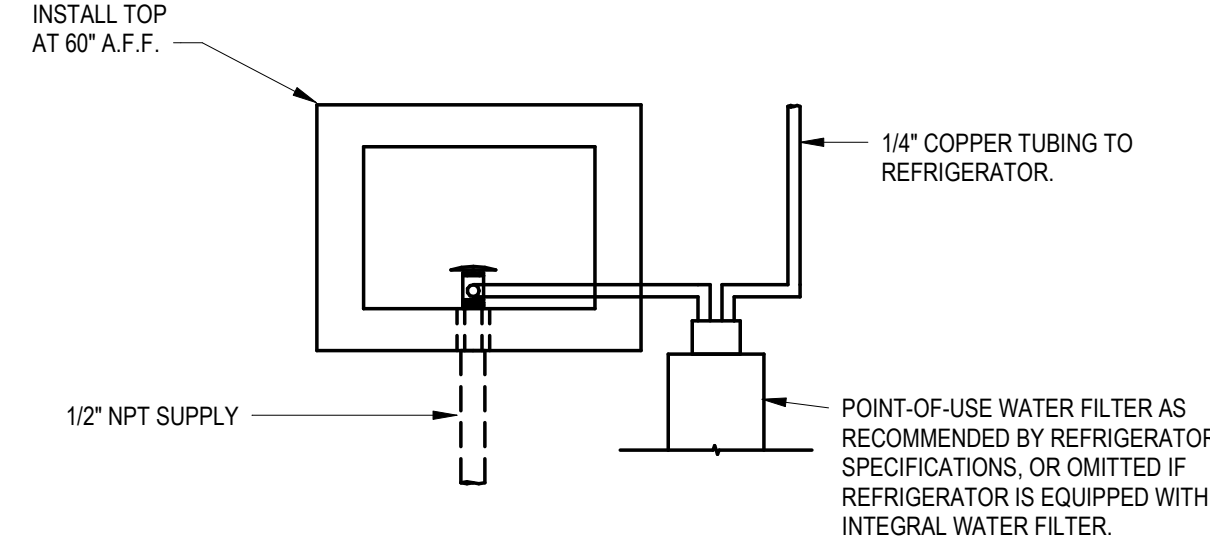 INSTALL TOP
AT 60" A.F.F.
1/4" COPPER TUBING TO
REFRIGERATOR.
1/2" NPT SUPPLY
POINT-OF-USE WATER FILTER AS
RECOMMENDED BY REFRIGERATOR
SPECIFICATIONS, OR OMITTED IF
REFRIGERATOR IS EQUIPPED WITH
INTEGRAL WATER FILTER.